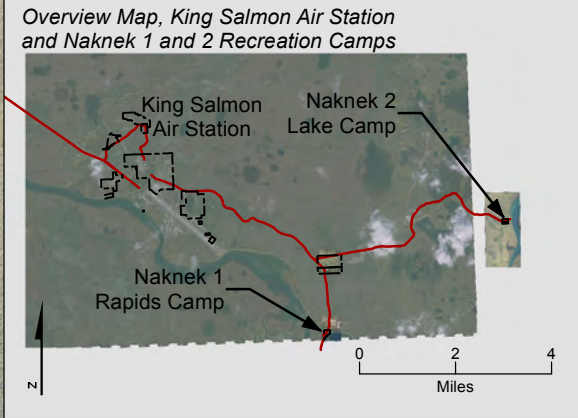 Overview Map, King Salmon Air Station
and Naknek 1 and 2 Recreation Camps
King Salmon
Air Station
Naknek 2
Lake Camp
Naknek 1
Rapids Camp
N
0 2 4
Miles